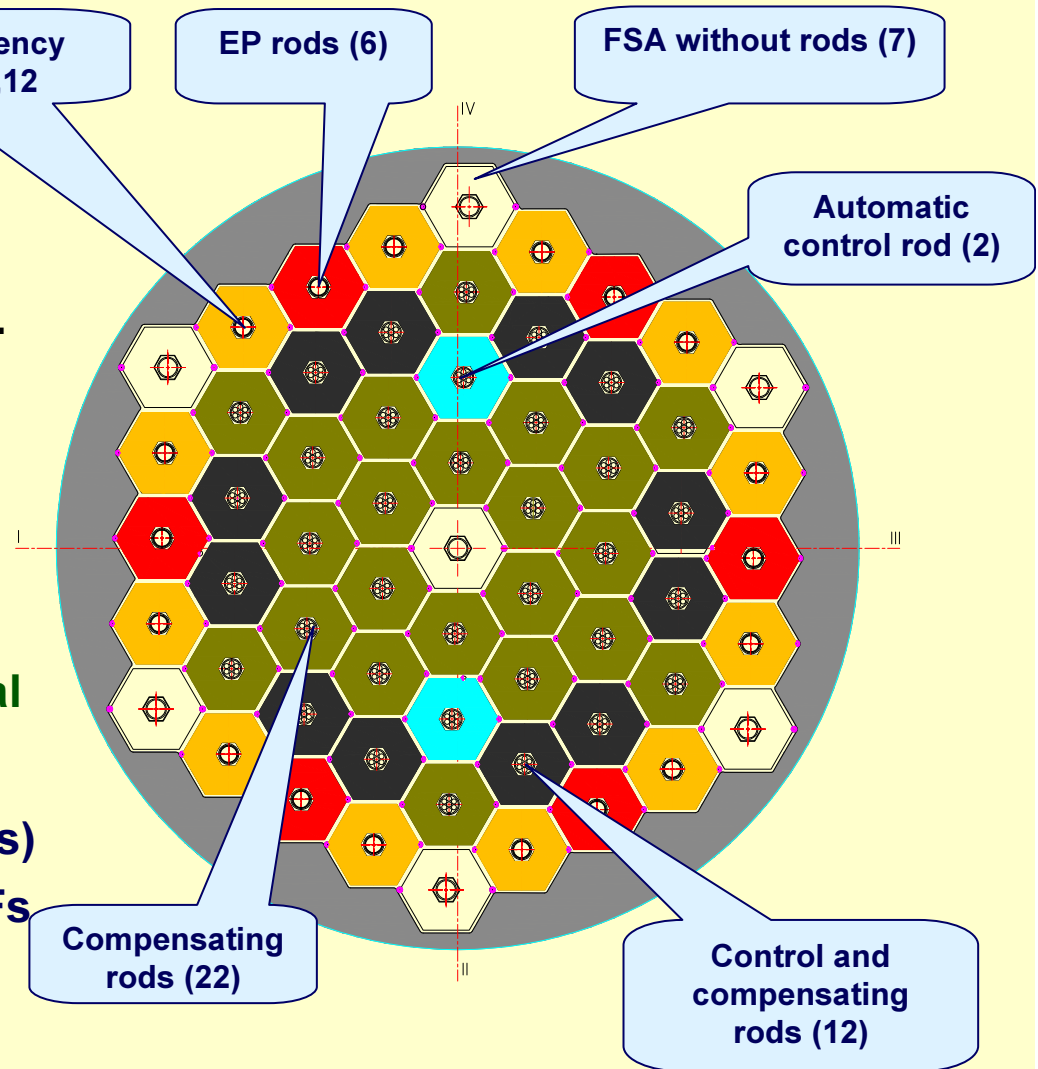 ency
12
EP rods (6)
FSA without rods (7)
IV
Automatic
control rod (2)
I
III
al
s)
Fs
Compensating
rods (22)
II
Control and
compensating
rods (12)